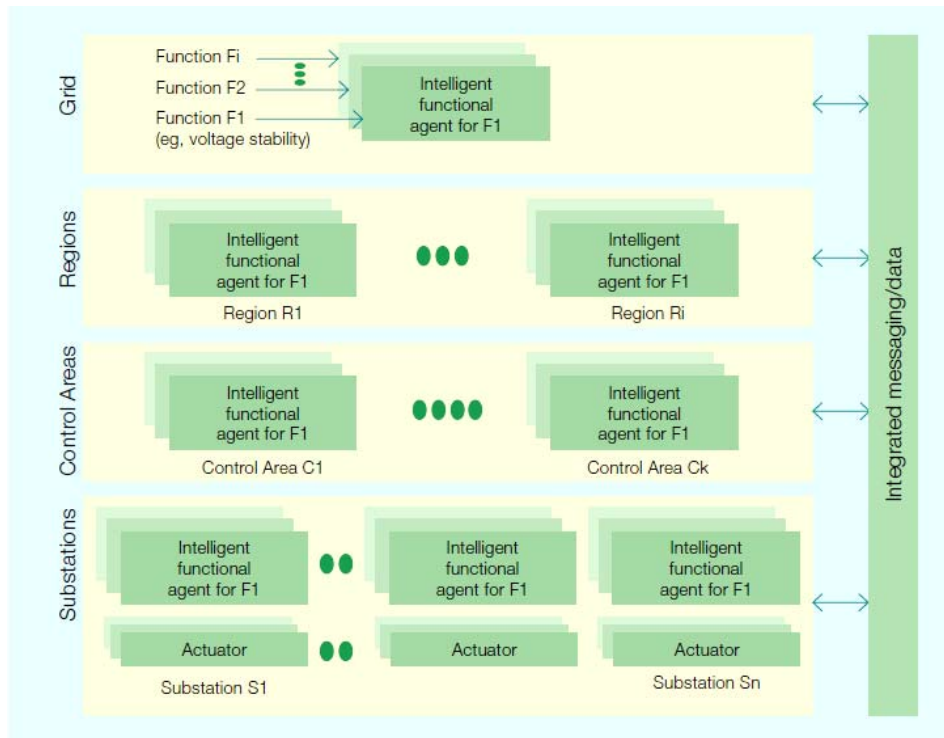 Grid
Function Fi
Function F2
Function F1
(eg, voltage stability)
Intelligent
functional
agent for F1
Regions
Intelligent
functional
agent for F1
Region R1
Intelligent
functional
agent for F1
Region Ri
Control Areas
Intelligent
functional
agent for F1
Control Area C1
Intelligent
functional
agent for F1
Control Area Ck
Substations
Intelligent
functional
agent for F1
Intelligent
functional
agent for F1
Intelligent
functional
agent for F1
Actuator
Actuator
Actuator
Substation S1
Substation Sn
Integrated messaging/data